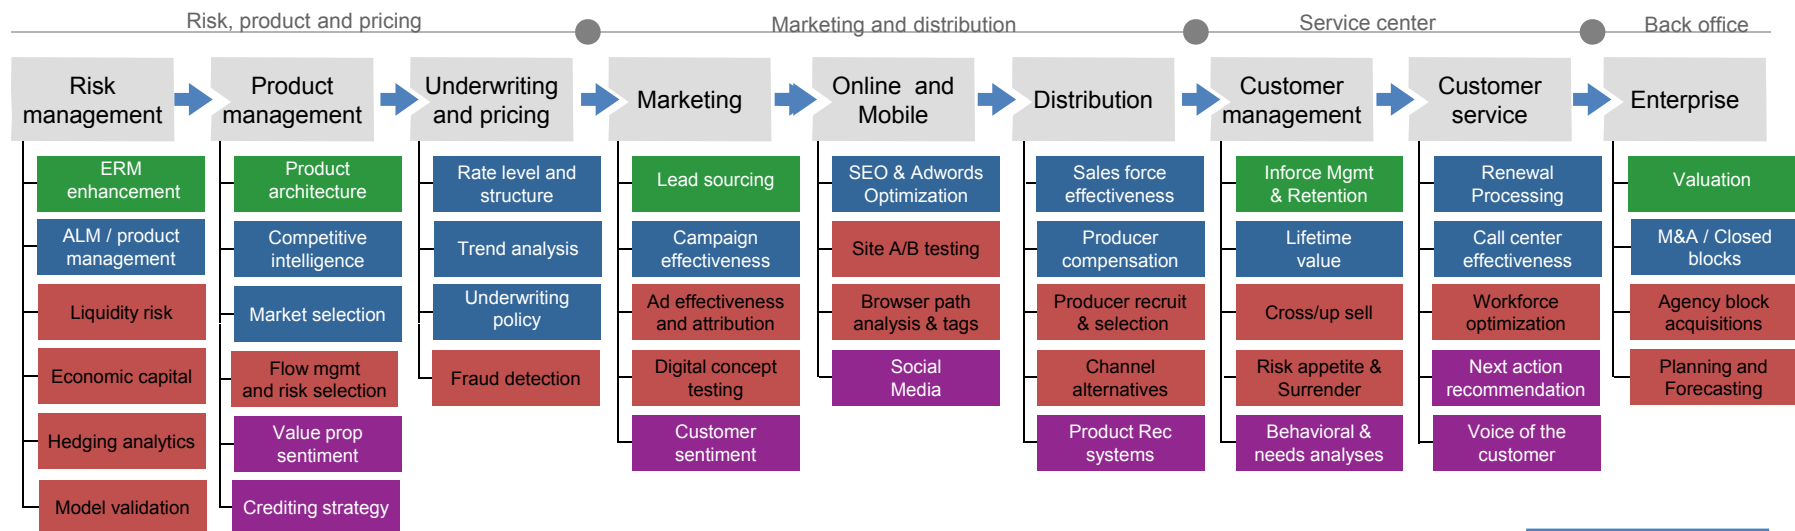 Risk, product and pricing
Marketing and distribution
Service center
Back office
Risk
management
Product
management
Underwriting
and pricing
Marketing
Online and
Mobile
Distribution
Customer
management
Customer
service
Enterprise
ERM
enhancement
ALM / product
management
Liquidity risk
Economic capital
Hedging analytics
Model validation
Product
architecture
Competitive
intelligence
Market selection
Flow mgmt
and risk selection
Value prop
sentiment
Crediting strategy
Rate level and
structure
Trend analysis
Underwriting
policy
Fraud detection
Lead sourcing
Campaign
effectiveness
Ad effectiveness
and attribution
Digital concept
testing
Customer
sentiment
SEO & Adwords
Optimization
Site A/B testing
Browser path
analysis & tags
Social
Media
Sales force
effectiveness
Producer
compensation
Producer recruit
& selection
Channel
alternatives
Product Rec
systems
Inforce Mgmt
& Retention
Lifetime
value
Cross/up sell
Risk appetite &
Surrender
Behavioral &
needs analyses
Renewal
Processing
Call center
effectiveness
Workforce
optimization
Next action
recommendation
Voice of the
customer
Valuation
M&A / Closed
blocks
Agency block
acquisitions
Planning and
Forecasting